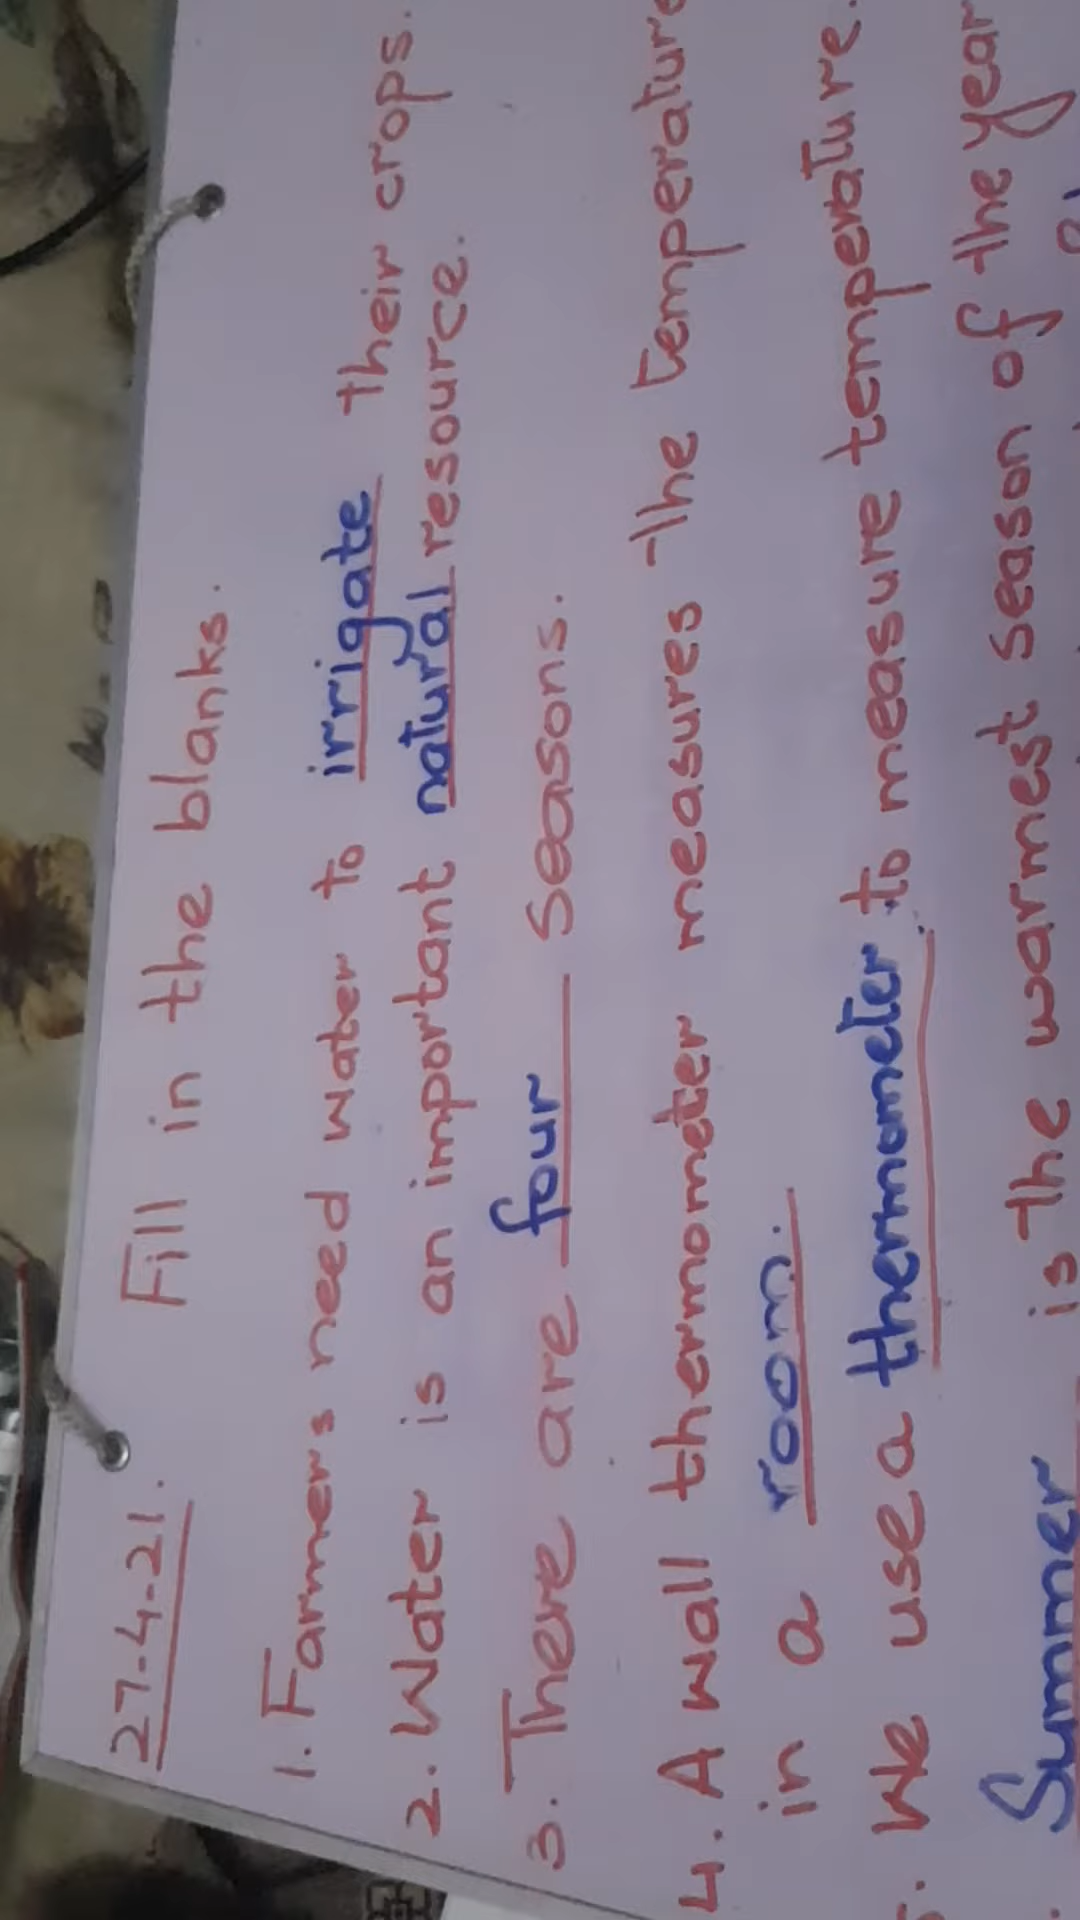 27-4-21.
Fill in the blanks.
1. Farmers need water to irrigate their crops.
2. Water is an important natural resource.
3. There are four seasons.
4. A wall thermometer measures the temperature
in a room.
5. We use a thermometer to measure temperature.
Summer is the warmest season of the year